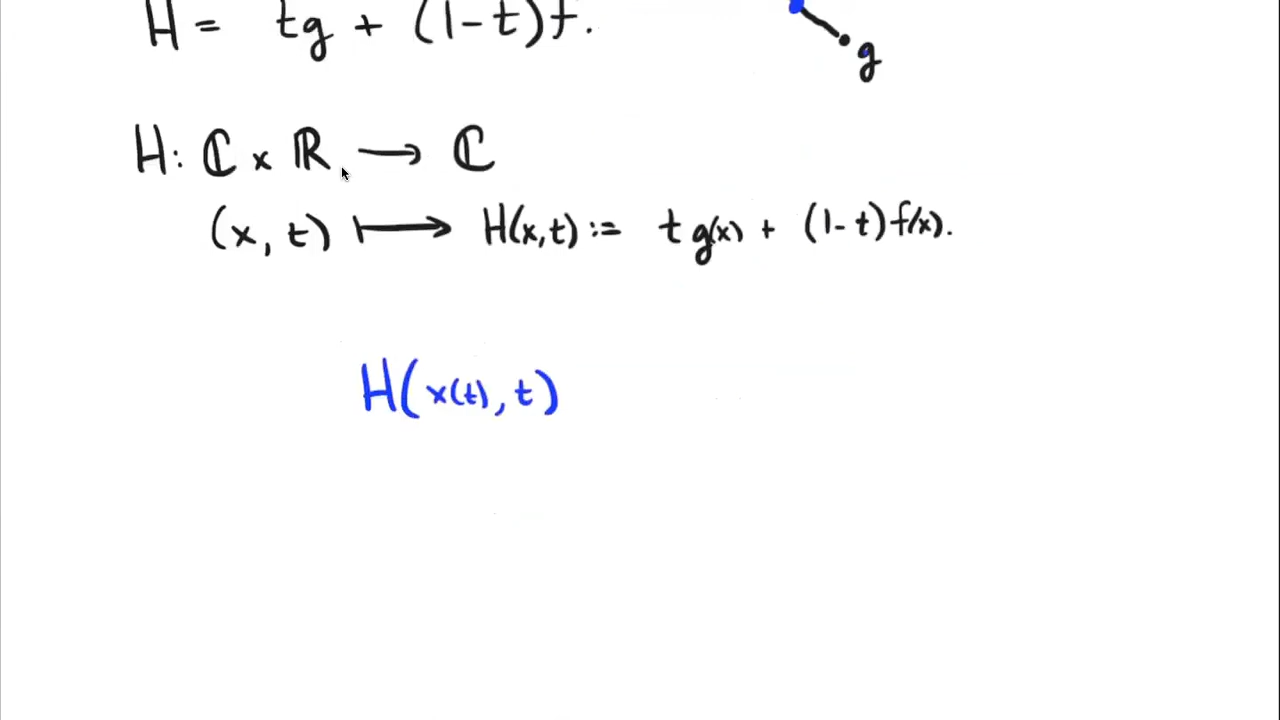 H = tg + (1-t)f.
g
H: ℂ × ℝ ⟶ ℂ
(x, t) ⟼ H(x,t) := t g(x) + (1-t) f(x).
H(x(t), t)